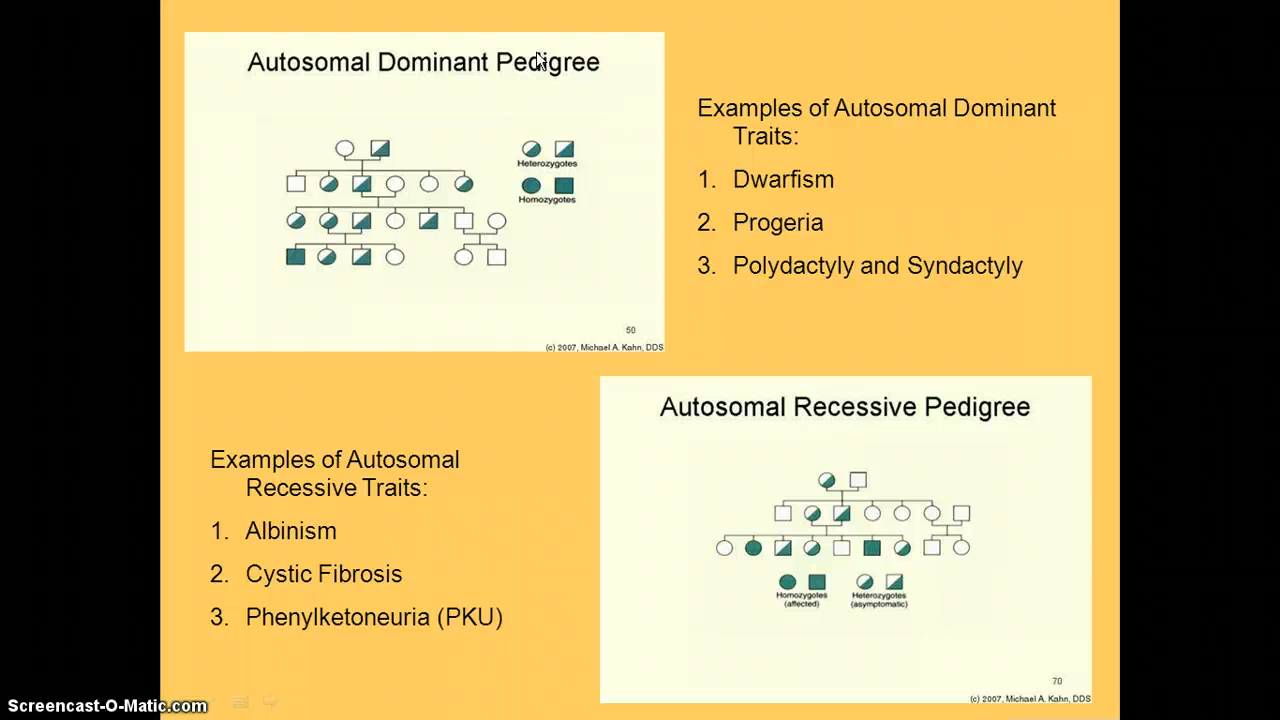 Autosomal Dominant Pedigree
Heterozygotes
Homozygotes
50
(c) 2007, Michael A. Kahn, DDS
Examples of Autosomal Dominant
Traits:
1. Dwarfism
2. Progeria
3. Polydactyly and Syndactyly
Examples of Autosomal
Recessive Traits:
1. Albinism
2. Cystic Fibrosis
3. Phenylketoneuria (PKU)
Autosomal Recessive Pedigree
Homozygotes
(affected)
Heterozygotes
(asymptomatic)
70
(c) 2007, Michael A. Kahn, DDS
Screencast-O-Matic.com